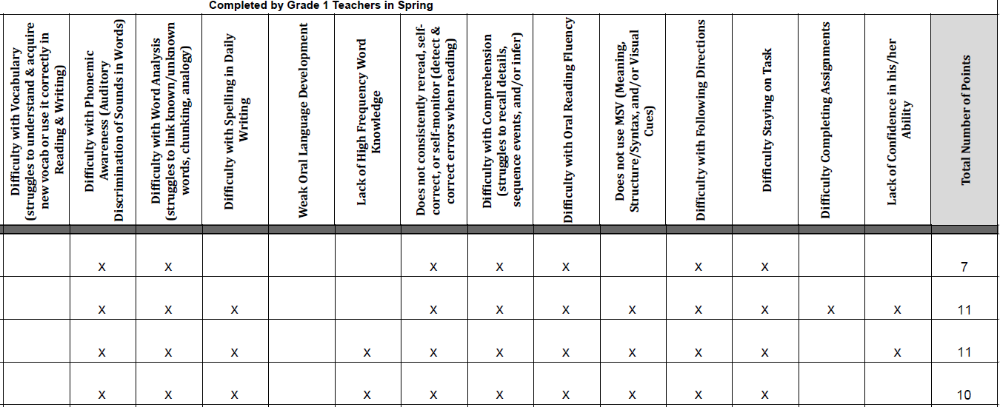 Completed by Grade 1 Teachers in Spring
Difficulty with Vocabulary
(struggles to understand & acquire
new vocab or use it correctly in
Reading & Writing)
Difficulty with Phonemic
Awareness (Auditory
Discrimination of Sounds in Words)
Difficulty with Word Analysis
(struggles to link known/unknown
words, chunking, analogy)
Difficulty with Spelling in Daily
Writing
Weak Oral Language Development
Lack of High Frequency Word
Knowledge
Does not consistently reread, self-
correct, or self-monitor (detect &
correct errors when reading)
Difficulty with Comprehension
(struggles to recall details,
sequence events, and/or infer)
Difficulty with Oral Reading Fluency
Does not use MSV (Meaning,
Structure/Syntax, and/or Visual
Cues)
Difficulty with Following Directions
Difficulty Staying on Task
Difficulty Completing Assignments
Lack of Confidence in his/her
Ability
Total Number of Points
X X X X X X X 7
X X X X X X X X X X X 11
X X X X X X X X X X X 11
X X X X X X X X X X 10